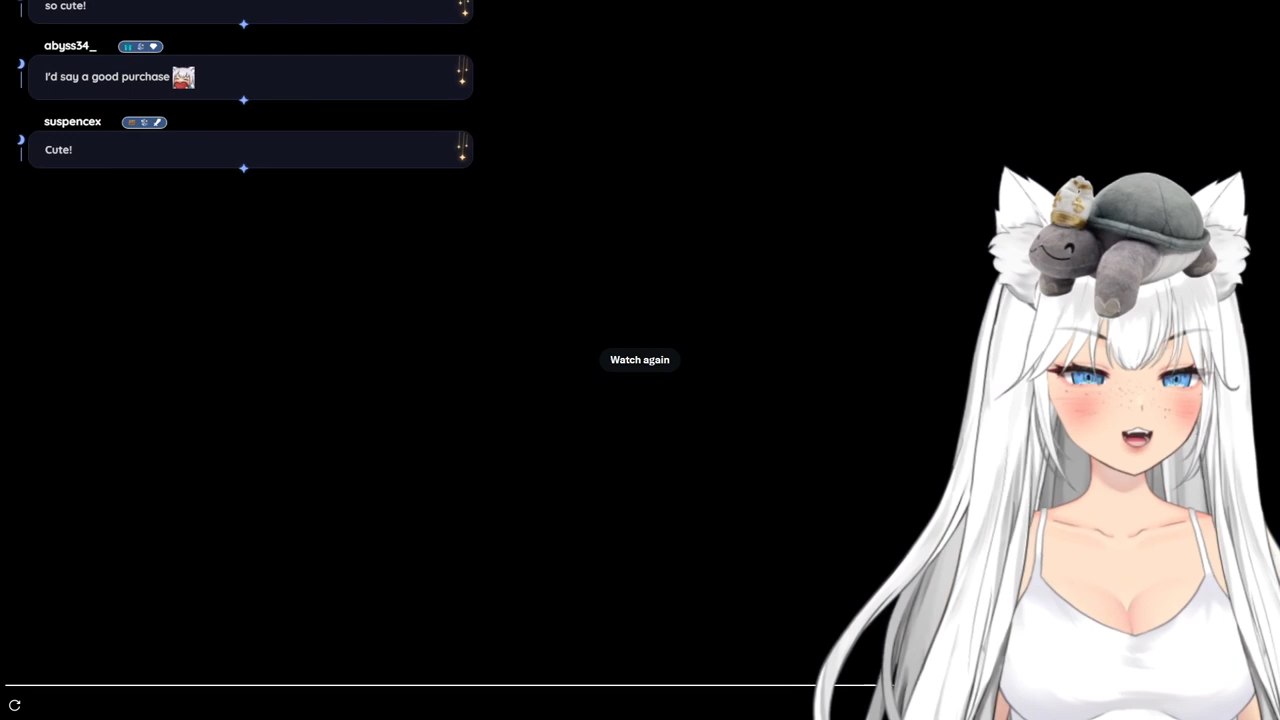 so cute!
abyss34_
I'd say a good purchase
suspencex
Cute!
Watch again